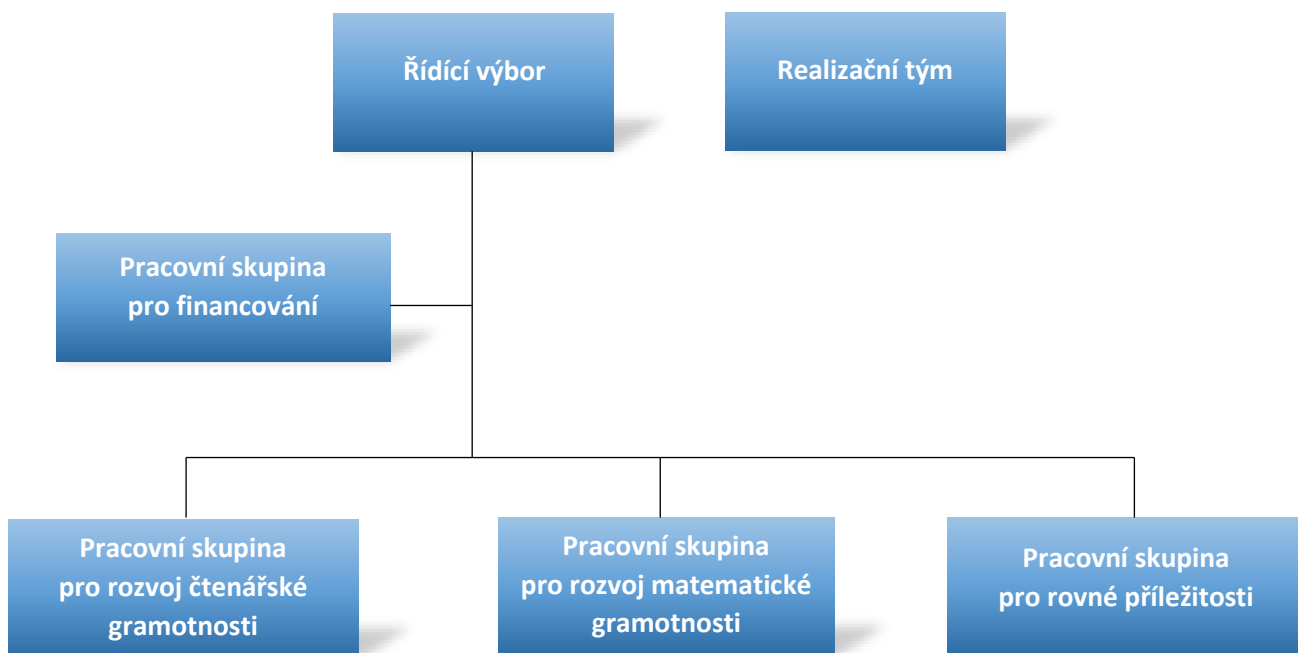 Řídící výbor
Realizační tým
Pracovní skupina
pro financování
Pracovní skupina
pro rozvoj čtenářské
gramotnosti
Pracovní skupina
pro rozvoj matematické
gramotnosti
Pracovní skupina
pro rovné příležitosti